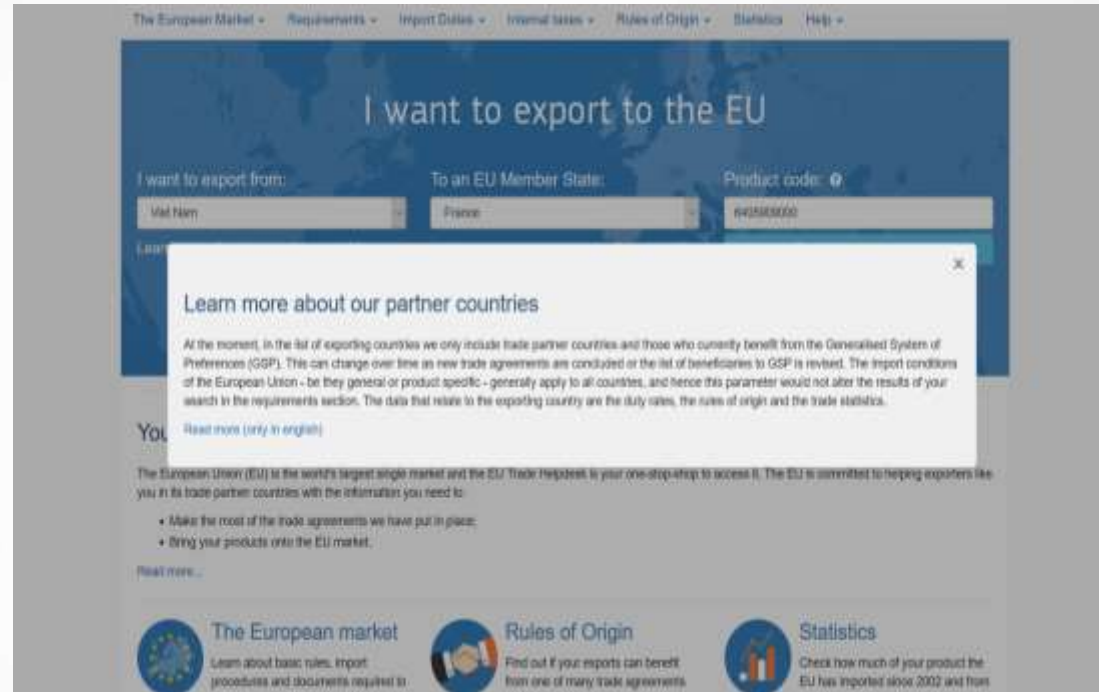 The European Market Requirements Import Duties Internal taxes Rules of Origin Statistics Help
I want to export to the EU
I want to export from: To an EU Member State: Product code:
Viet Nam France
Learn
X
Learn more about our partner countries
At the moment, in the list of exporting countries we only include trade partner countries and those who currently benefit from the Generalised System of
Preferences (GSP). This can change over time as new trade agreements are concluded or the list of beneficiaries to GSP is revised. The import conditions
of the European Union - be they general or product specific - generally apply to all countries, and hence this parameter would not alter the results of your
search in the requirements section. The data that relate to the exporting country are the duty rates, the rules of origin and the trade statistics.
Read more (only in english)
You
The European Union (EU) is the world's largest single market and the EU Trade Helpdesk is your one-stop-shop to access it. The EU is committed to helping exporters like
you in its trade partner countries with the information you need to:
• Make the most of the trade agreements we have put in place;
• Bring your products onto the EU market.
Read more...
The European market Rules of Origin Statistics
Learn about basic rules, import Find out if your exports can benefit Check how much of your product the
procedures and documents required to from one of many trade agreements EU has imported since 2002 and from